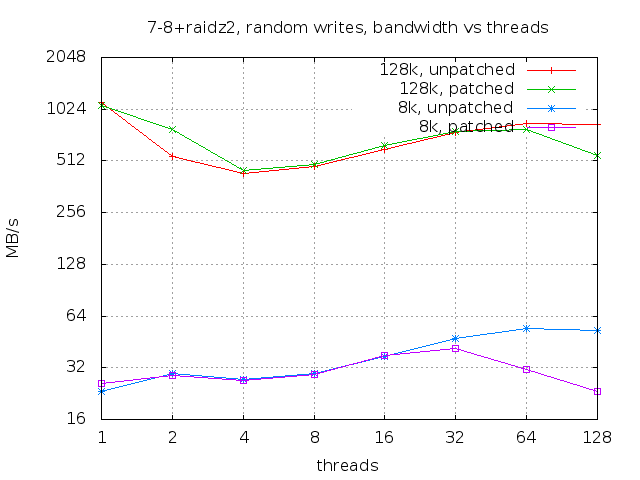 7-8+raidz2, random writes, bandwidth vs threads
2048
1024
512
256
128
64
32
16
MB/s
128k, unpatched
128k, patched
8k, unpatched
8k, patched
1 2 4 8 16 32 64 128
threads